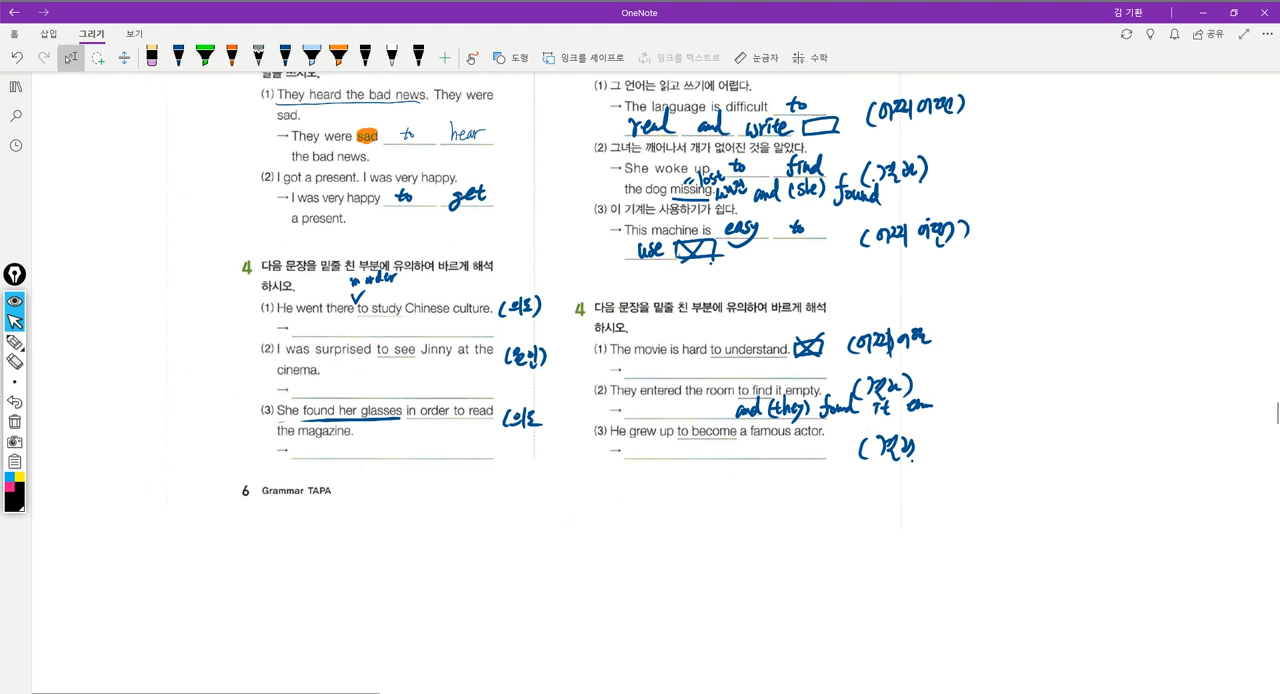 OneNote
김 기환
홈 삽입 그리기 보기
공유
도형 잉크를 셰이프로 잉크를 텍스트로 눈금자 수학
말을 쓰시오.
(1) They heard the bad news. They were
sad.
→ They were sad to hear
the bad news.
(2) I got a present. I was very happy.
→ I was very happy to get
a present.
4 다음 문장을 밑줄 친 부분에 유의하여 바르게 해석
하시오.
in order
(1) He went there to study Chinese culture. (의도)
→
(2) I was surprised to see Jinny at the (원인)
cinema.
→
(3) She found her glasses in order to read (의도
the magazine.
→
6 Grammar TAPA
(1) 그 언어는 읽고 쓰기에 어렵다.
→ The language is difficult to
read and write
(2) 그녀는 깨어나서 개가 없어진 것을 알았다.
→ She woke up to find (결과)
= lost
the dog missing. and (she) found
(3) 이 기계는 사용하기가 쉽다.
→ This machine is easy to
use
4 다음 문장을 밑줄 친 부분에 유의하여 바르게 해석
하시오.
(1) The movie is hard to understand.
→
(2) They entered the room to find it empty. (결과)
→ and (they) found it
(3) He grew up to become a famous actor.
→ (결과